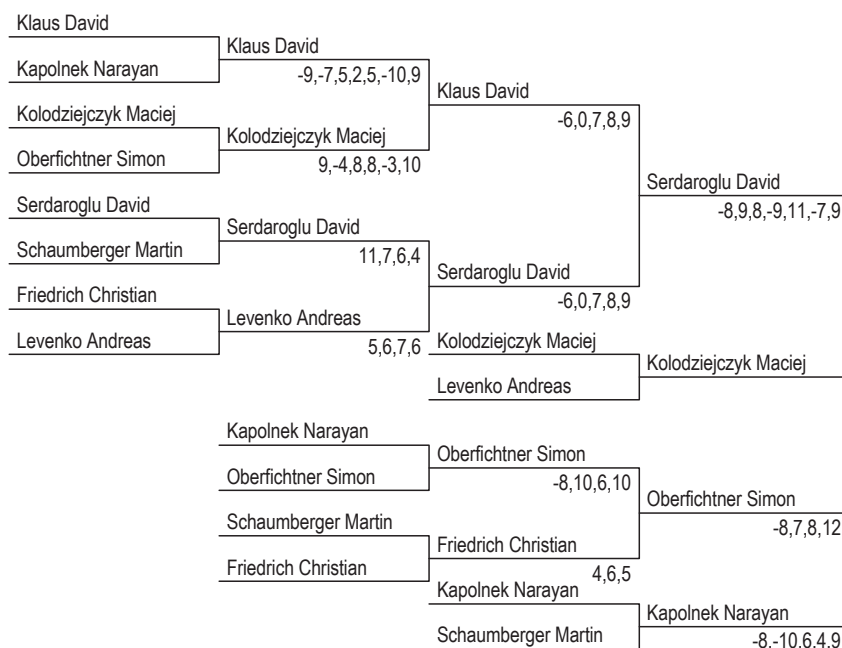 Klaus David
Klaus David
Kapolnek Narayan
-9,-7,5,2,5,-10,9
Klaus David
Kolodziejczyk Maciej
-6,0,7,8,9
Kolodziejczyk Maciej
Oberfichtner Simon
9,-4,8,8,-3,10
Serdaroglu David
Serdaroglu David
-8,9,8,-9,11,-7,9
Serdaroglu David
Schaumberger Martin
11,7,6,4
Serdaroglu David
Friedrich Christian
-6,0,7,8,9
Levenko Andreas
Levenko Andreas
5,6,7,6
Kolodziejczyk Maciej
Kolodziejczyk Maciej
Levenko Andreas
Kapolnek Narayan
Oberfichtner Simon
Oberfichtner Simon
-8,10,6,10
Oberfichtner Simon
Schaumberger Martin
-8,7,8,12
Friedrich Christian
Friedrich Christian
4,6,5
Kapolnek Narayan
Kapolnek Narayan
Schaumberger Martin
-8,-10,6,4,9